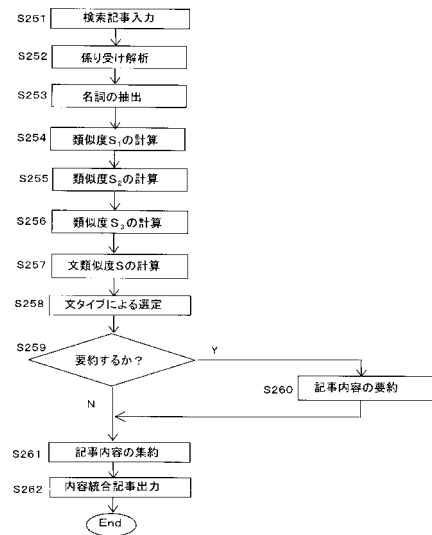 S251 検索記事入力
S252 係り受け解析
S253 名詞の抽出
S254 類似度S₁の計算
S255 類似度S₂の計算
S256 類似度S₃の計算
S257 文類似度Sの計算
S258 文タイプによる選定
S259 要約するか?
Y
S260 記事内容の要約
N
S261 記事内容の集約
S262 内容統合記事出力
End